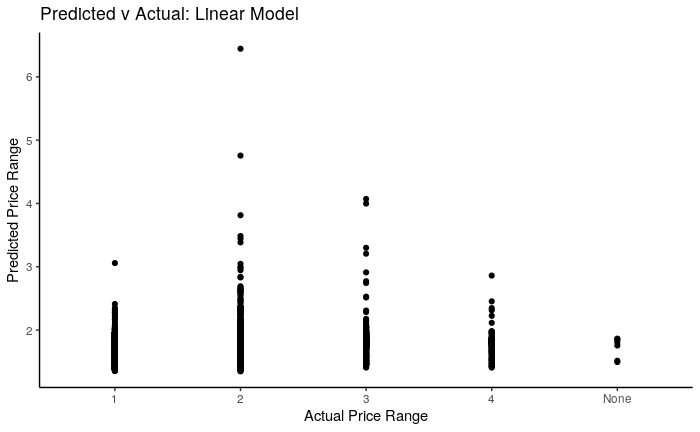 Predicted v Actual: Linear Model
Predicted Price Range
6
5
4
3
2
1 2 3 4 None
Actual Price Range